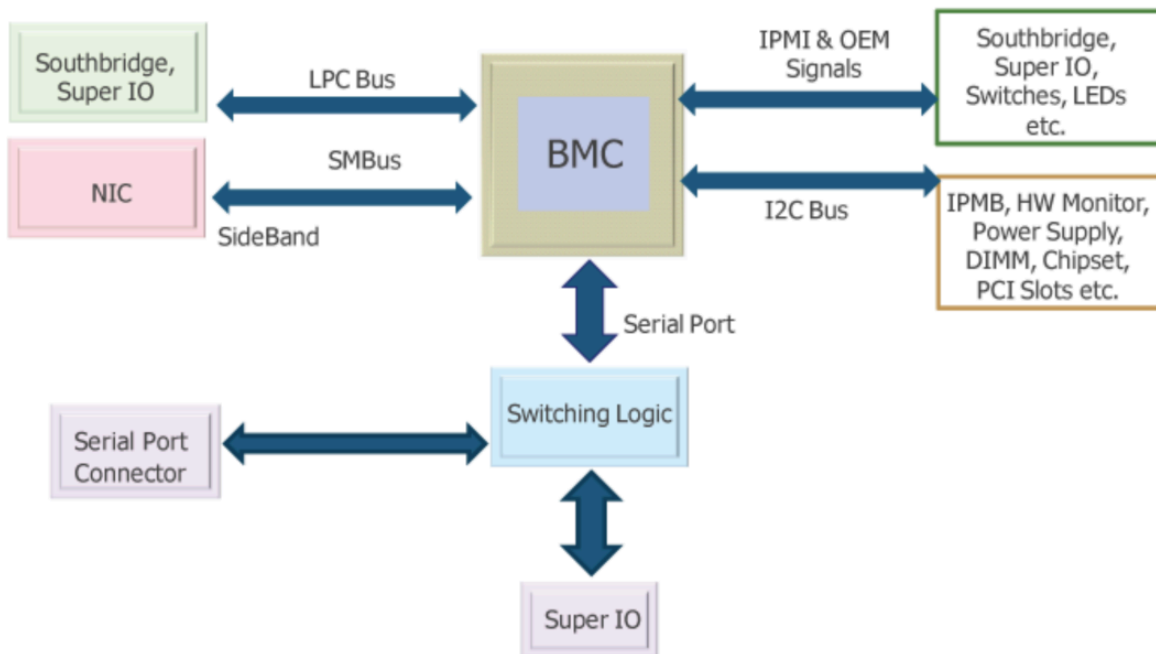 Southbridge,
Super IO
LPC Bus
NIC
SMBus
SideBand
BMC
IPMI & OEM
Signals
Southbridge,
Super IO,
Switches, LEDs
etc.
I2C Bus
IPMB, HW Monitor,
Power Supply,
DIMM, Chipset,
PCI Slots etc.
Serial Port
Switching Logic
Serial Port
Connector
Super IO